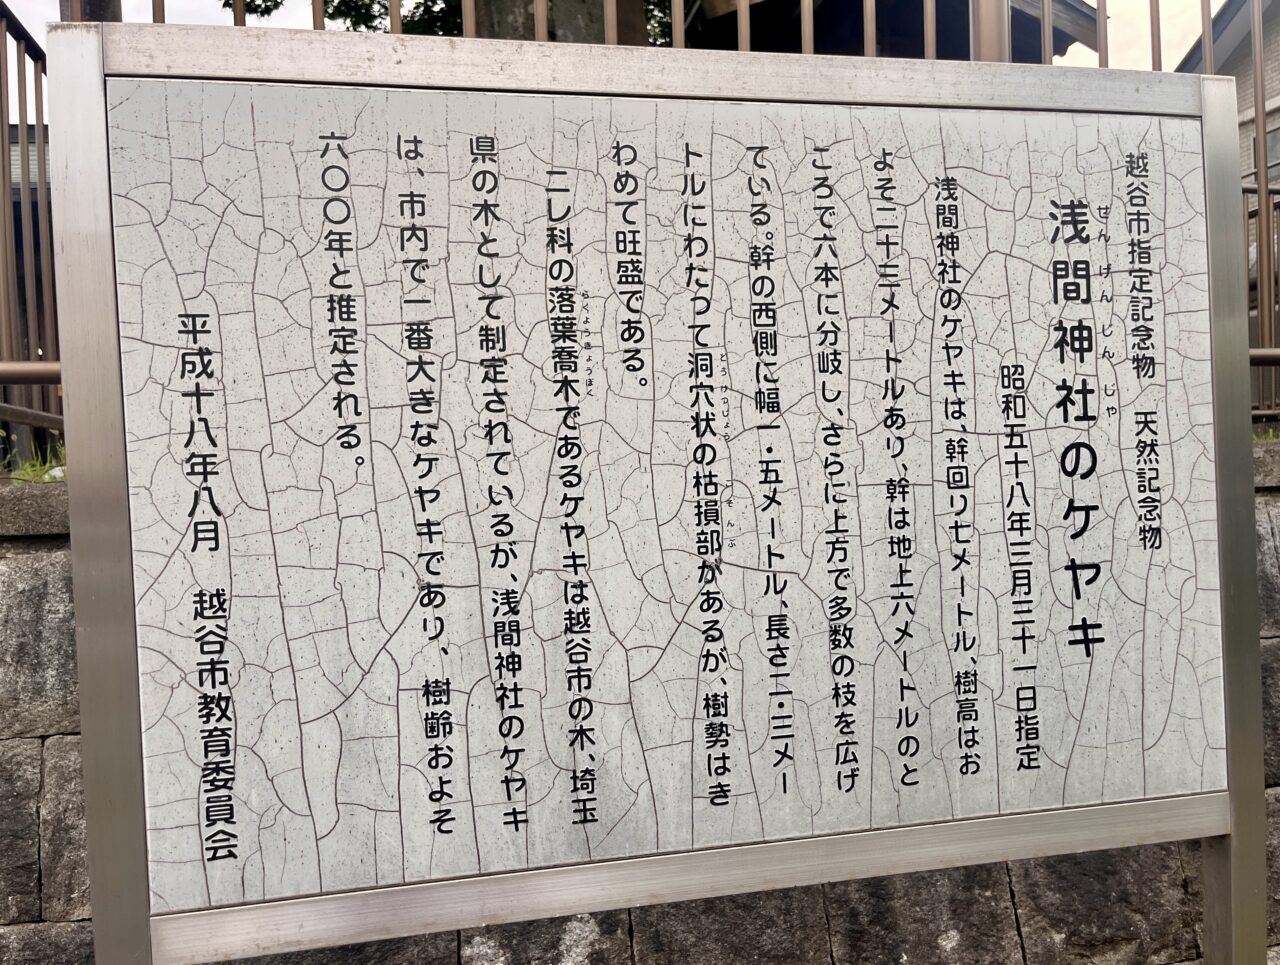 越谷市指定記念物　天然記念物
浅間神社のケヤキ
せんげんじんじゃ
昭和五十八年三月三十一日指定
浅間神社のケヤキは、幹回り七メートル、樹高はお
よそ二十三メートルあり、幹は地上六メートルのと
ころで六本に分岐し、さらに上方で多数の枝を広げ
ている。幹の西側に幅一・五メートル、長さ二・三メー
トルにわたって洞穴状の枯損部があるが、樹勢はき
とうけつじょう　こそんぶ
わめて旺盛である。
ニレ科の落葉喬木であるケヤキは越谷市の木、埼玉
らくようきょうぼく
県の木として制定されているが、浅間神社のケヤキ
は、市内で一番大きなケヤキであり、樹齢およそ
六〇〇年と推定される。
平成十八年八月　越谷市教育委員会